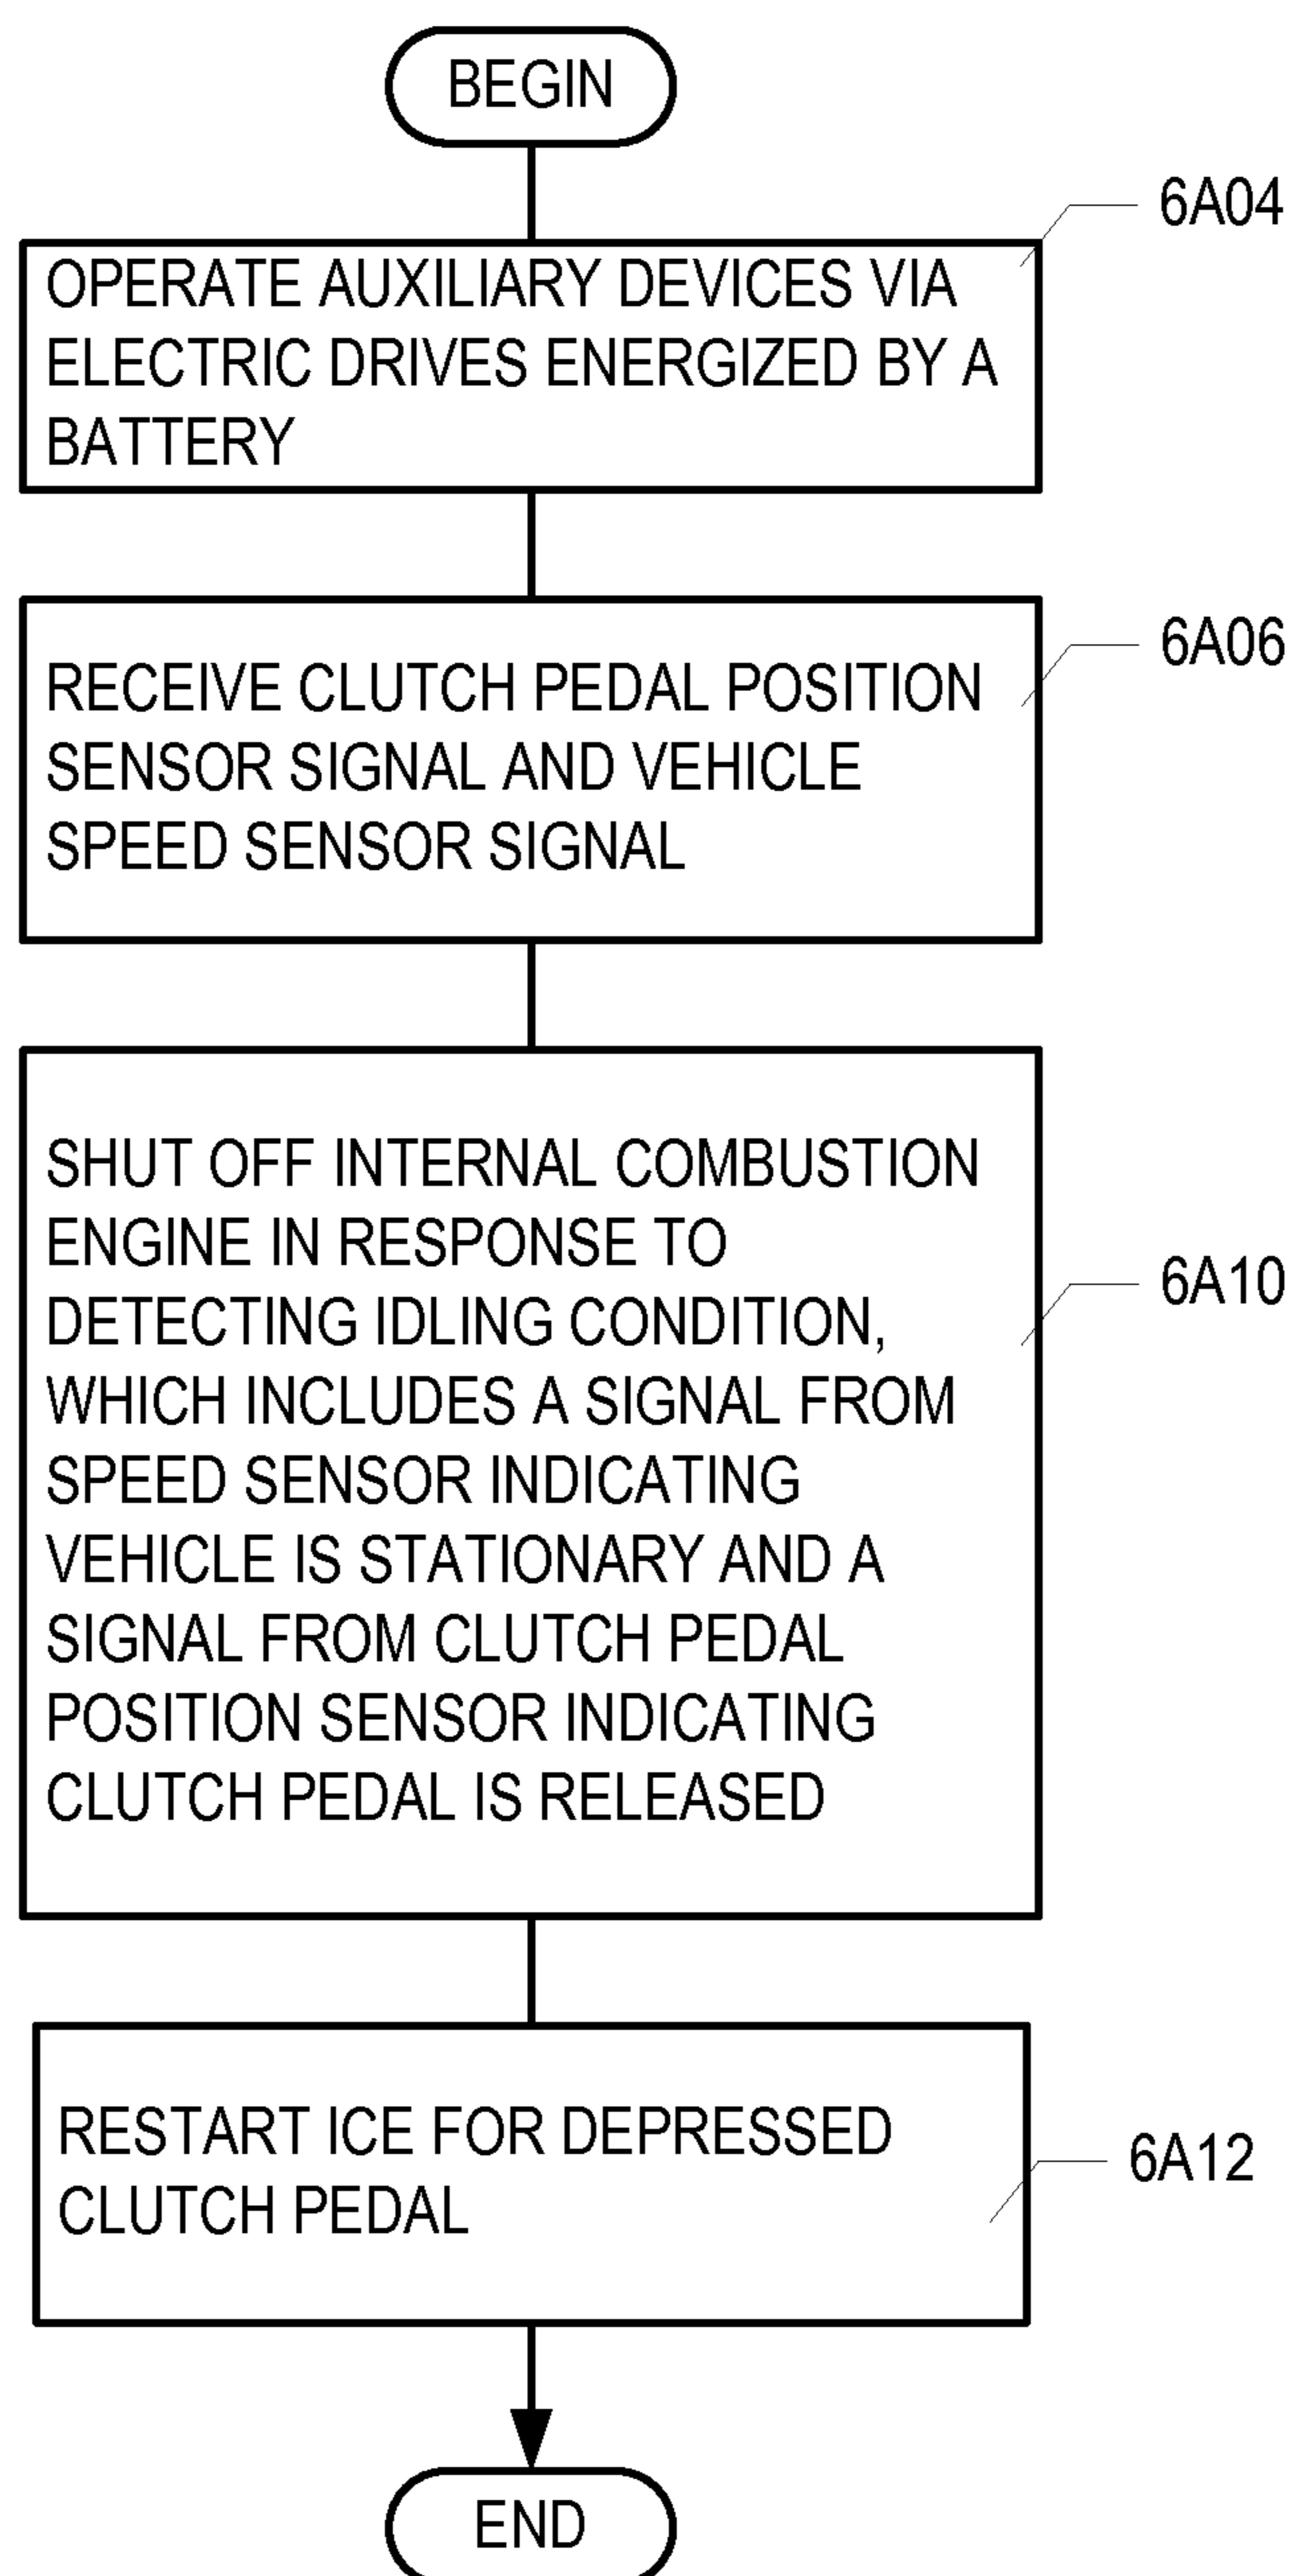 BEGIN
6A04
OPERATE AUXILIARY DEVICES VIA
ELECTRIC DRIVES ENERGIZED BY A
BATTERY
6A06
RECEIVE CLUTCH PEDAL POSITION
SENSOR SIGNAL AND VEHICLE
SPEED SENSOR SIGNAL
SHUT OFF INTERNAL COMBUSTION
ENGINE IN RESPONSE TO
6A10
DETECTING IDLING CONDITION,
WHICH INCLUDES A SIGNAL FROM
SPEED SENSOR INDICATING
VEHICLE IS STATIONARY AND A
SIGNAL FROM CLUTCH PEDAL
POSITION SENSOR INDICATING
CLUTCH PEDAL IS RELEASED
RESTART ICE FOR DEPRESSED
CLUTCH PEDAL
6A12
END